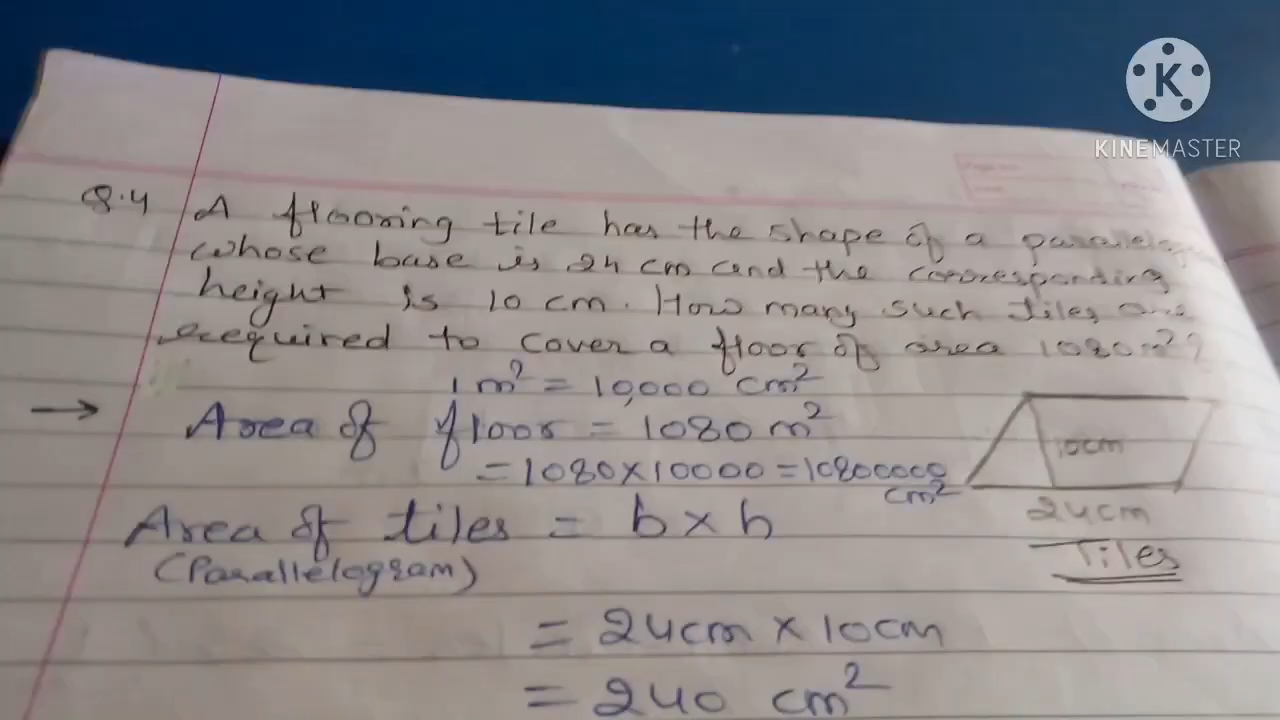 KINEMASTER
Q.4 A flooring tile has the shape of a
whose base is 24 cm and the corresponding
height is 10 cm. How many such tiles are
required to cover a floor of area 1080 m²?
1 m² = 10,000 cm²
→ Area of floor = 1080 m²
= 1080 × 10000 = 10800000
cm²
10cm
24cm
Tiles
Area of tiles = b × h
(Parallelogram)
= 24cm × 10cm
= 240 cm²